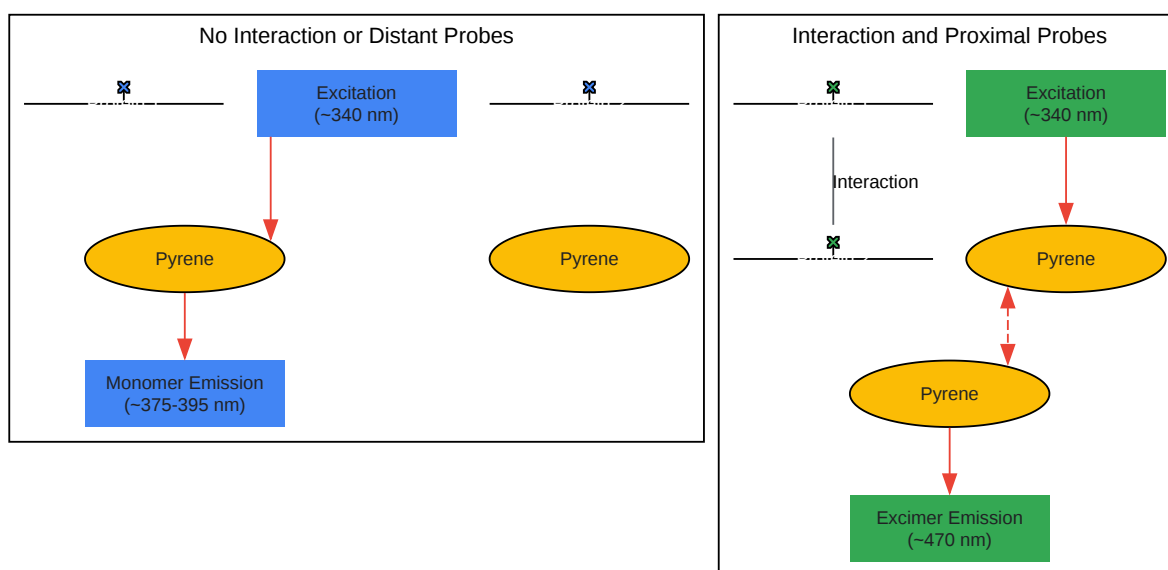 No Interaction or Distant Probes
Excitation
(~340 nm)
Pyrene
Pyrene
Monomer Emission
(~375-395 nm)
Interaction and Proximal Probes
Excitation
(~340 nm)
Interaction
Pyrene
Pyrene
Excimer Emission
(~470 nm)